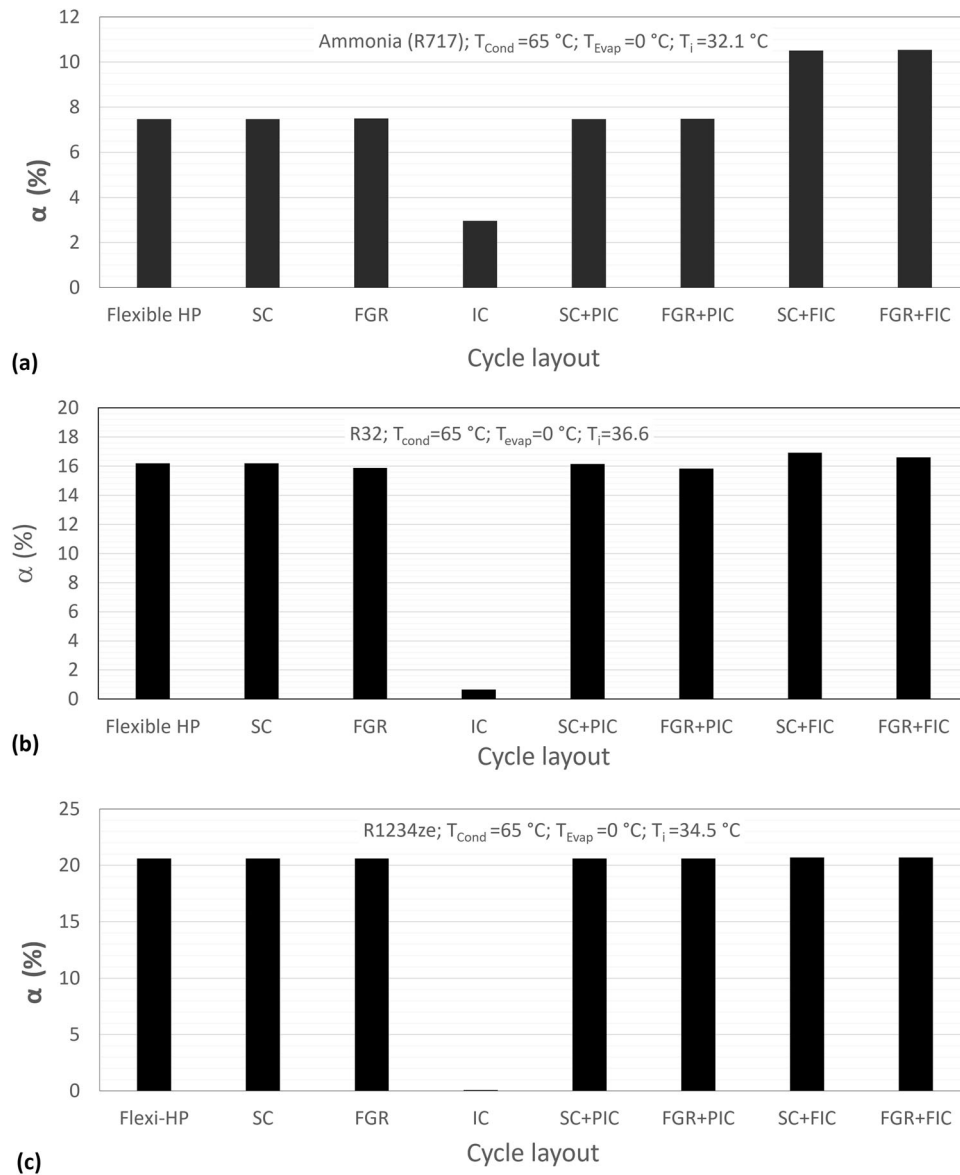 12
10
8
6
4
2
0
α (%)
Ammonia (R717); T_Cond =65 °C; T_Evap =0 °C; T_i =32.1 °C
Flexible HP SC FGR IC SC+PIC FGR+PIC SC+FIC FGR+FIC
Cycle layout
(a)
20
18
16
14
12
10
8
6
4
2
0
α (%)
R32; T_cond=65 °C; T_evap=0 °C; T_i=36.6
Flexible HP SC FGR IC SC+PIC FGR+PIC SC+FIC FGR+FIC
Cycle layout
(b)
25
20
15
10
5
0
α (%)
R1234ze; T_Cond =65 °C; T_Evap =0 °C; T_i =34.5 °C
Flexi-HP SC FGR IC SC+PIC FGR+PIC SC+FIC FGR+FIC
Cycle layout
(c)